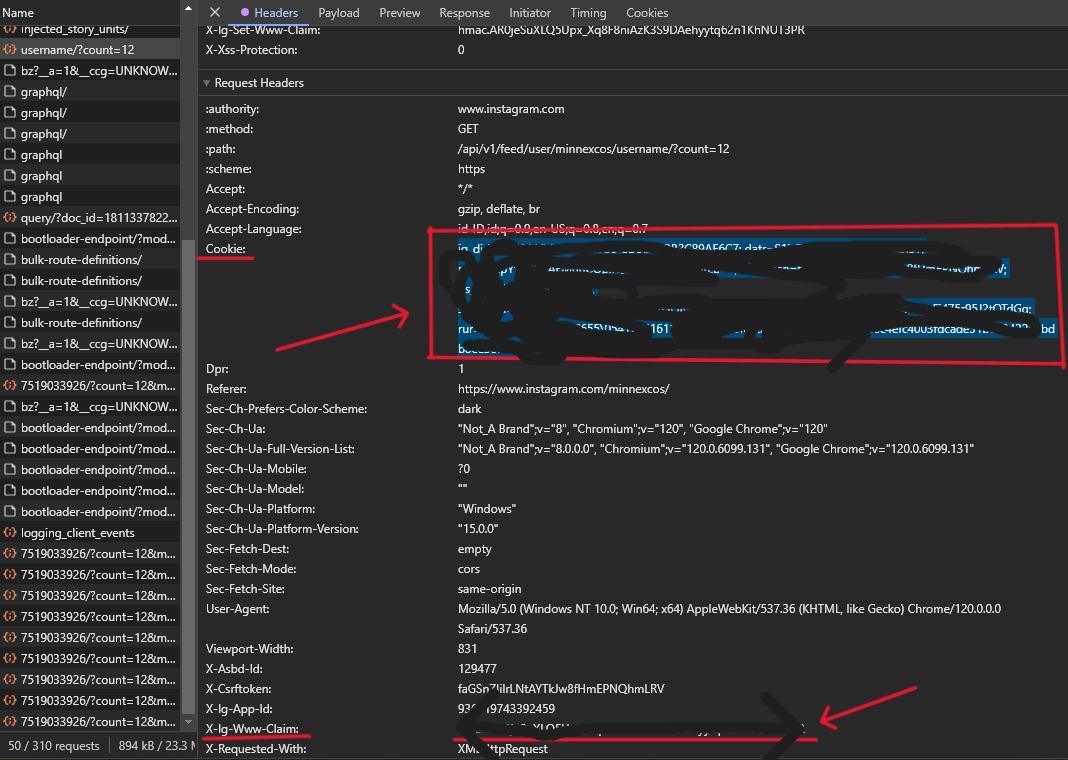 Name
injected_story_units/
username/?count=12
bz?__a=1&__ccg=UNKNOW...
graphql/
graphql/
graphql/
graphql
graphql
graphql
query/?doc_id=1811337822...
bootloader-endpoint/?mod...
bulk-route-definitions/
bulk-route-definitions/
bz?__a=1&__ccg=UNKNOW...
bulk-route-definitions/
bz?__a=1&__ccg=UNKNOW...
bootloader-endpoint/?mod...
7519033926/?count=12&m...
bz?__a=1&__ccg=UNKNOW...
bootloader-endpoint/?mod...
bootloader-endpoint/?mod...
bootloader-endpoint/?mod...
bootloader-endpoint/?mod...
bootloader-endpoint/?mod...
logging_client_events
7519033926/?count=12&m...
7519033926/?count=12&m...
7519033926/?count=12&m...
7519033926/?count=12&m...
7519033926/?count=12&m...
7519033926/?count=12&m...
7519033926/?count=12&m...
7519033926/?count=12&m...
7519033926/?count=12&m...
50 / 310 requests 894 kB / 23.3
Headers Payload Preview Response Initiator Timing Cookies
X-Ig-Set-Www-Claim:
X-Xss-Protection: 0
Request Headers
:authority: www.instagram.com
:method: GET
:path: /api/v1/feed/user/minnexcos/username/?count=12
:scheme: https
Accept: */*
Accept-Encoding: gzip, deflate, br
Accept-Language: id-ID,id;q=0.9,en-US;q=0.8,en;q=0.7
Cookie:
Dpr: 1
Referer: https://www.instagram.com/minnexcos/
Sec-Ch-Prefers-Color-Scheme: dark
Sec-Ch-Ua: "Not_A Brand";v="8", "Chromium";v="120", "Google Chrome";v="120"
Sec-Ch-Ua-Full-Version-List: "Not_A Brand";v="8.0.0.0", "Chromium";v="120.0.6099.131", "Google Chrome";v="120.0.6099.131"
Sec-Ch-Ua-Mobile: ?0
Sec-Ch-Ua-Model: ""
Sec-Ch-Ua-Platform: "Windows"
Sec-Ch-Ua-Platform-Version: "15.0.0"
Sec-Fetch-Dest: empty
Sec-Fetch-Mode: cors
Sec-Fetch-Site: same-origin
User-Agent: Mozilla/5.0 (Windows NT 10.0; Win64; x64) AppleWebKit/537.36 (KHTML, like Gecko) Chrome/120.0.0.0
Safari/537.36
Viewport-Width: 831
X-Asbd-Id: 129477
X-Csrftoken:
X-Ig-App-Id:
X-Ig-Www-Claim:
X-Requested-With: